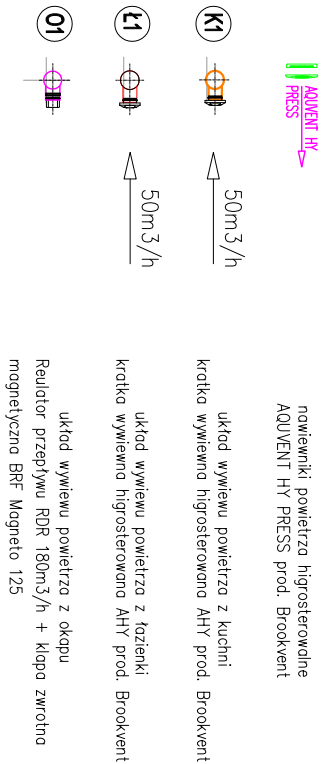 AQUVENT HY
PRESS
nawiewniki powietrza higrosterowalne
AQUVENT HY PRESS prod. Brookvent
K1
50m3/h
układ wywiewu powietrza z kuchni
kratka wywiewna higrosterowana AHY prod. Brookvent
Ł1
50m3/h
układ wywiewu powietrza z łazienki
kratka wywiewna higrosterowana AHY prod. Brookvent
O1
układ wywiewu powietrza z okapu
Reulator przepływu RDR 180m3/h + klapa zwrotna
magnetyczna BRF Magneto 125